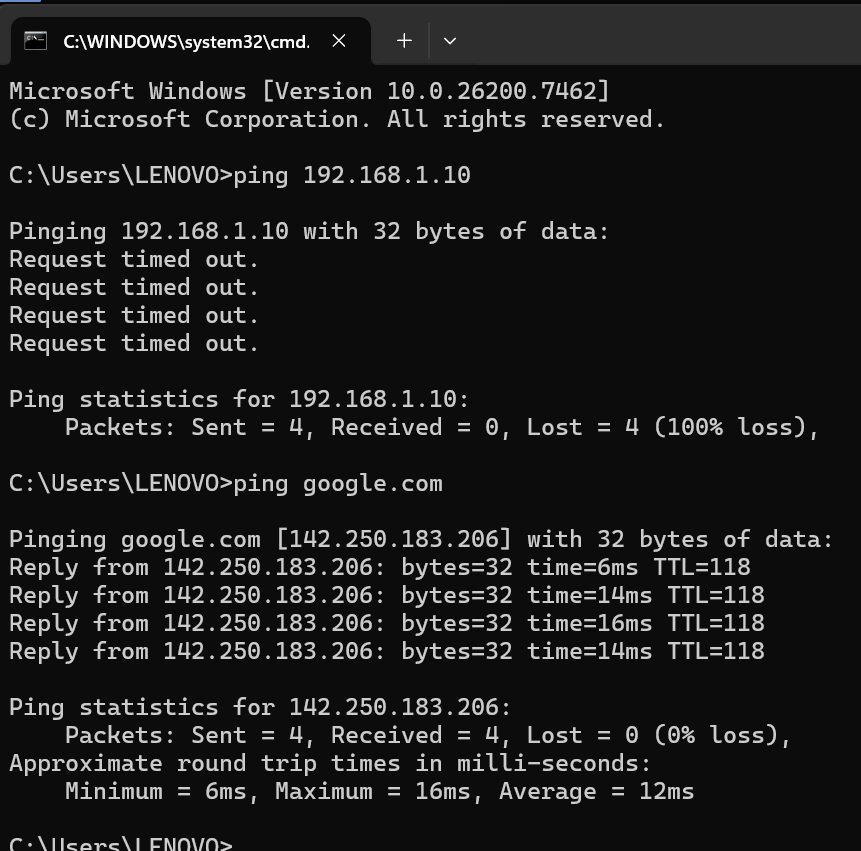 C:\WINDOWS\system32\cmd.
Microsoft Windows [Version 10.0.26200.7462]
(c) Microsoft Corporation. All rights reserved.
C:\Users\LENOVO>ping 192.168.1.10
Pinging 192.168.1.10 with 32 bytes of data:
Request timed out.
Request timed out.
Request timed out.
Request timed out.
Ping statistics for 192.168.1.10:
    Packets: Sent = 4, Received = 0, Lost = 4 (100% loss),
C:\Users\LENOVO>ping google.com
Pinging google.com [142.250.183.206] with 32 bytes of data:
Reply from 142.250.183.206: bytes=32 time=6ms TTL=118
Reply from 142.250.183.206: bytes=32 time=14ms TTL=118
Reply from 142.250.183.206: bytes=32 time=16ms TTL=118
Reply from 142.250.183.206: bytes=32 time=14ms TTL=118
Ping statistics for 142.250.183.206:
    Packets: Sent = 4, Received = 4, Lost = 0 (0% loss),
Approximate round trip times in milli-seconds:
    Minimum = 6ms, Maximum = 16ms, Average = 12ms
C:\Users\LENOVO>